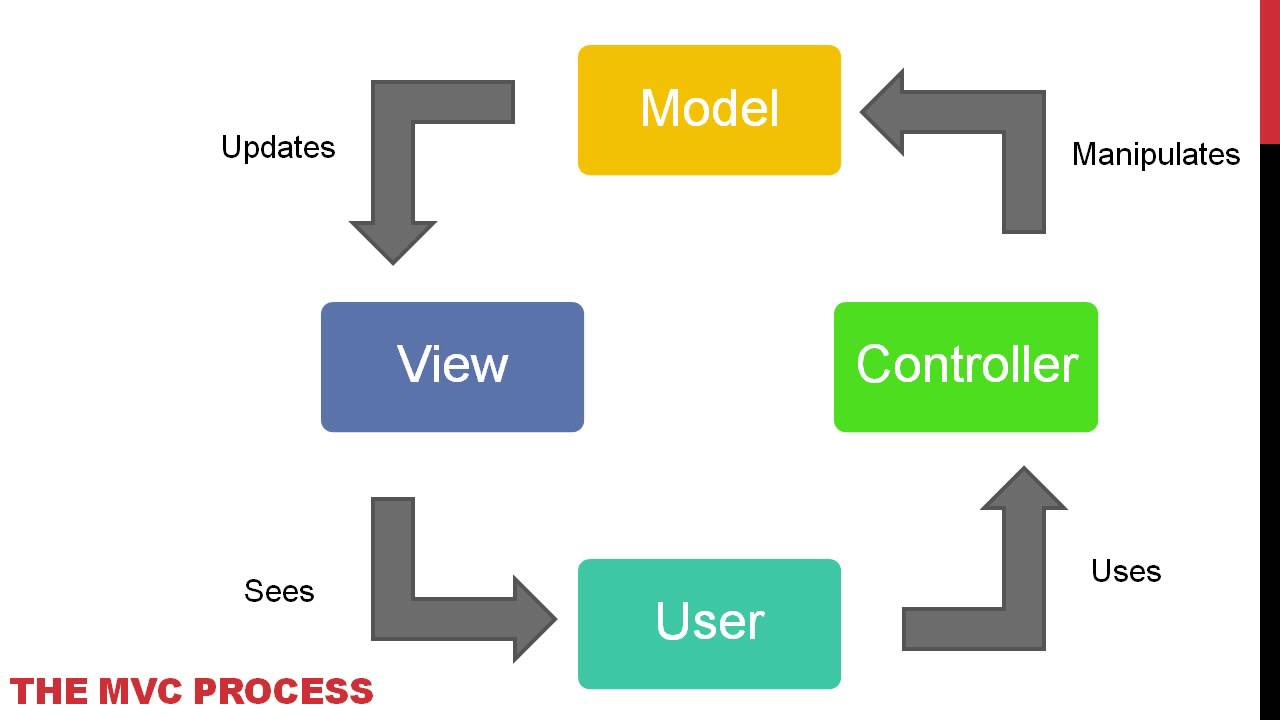 Model
Updates
Manipulates
View
Controller
Sees
User
Uses
THE MVC PROCESS